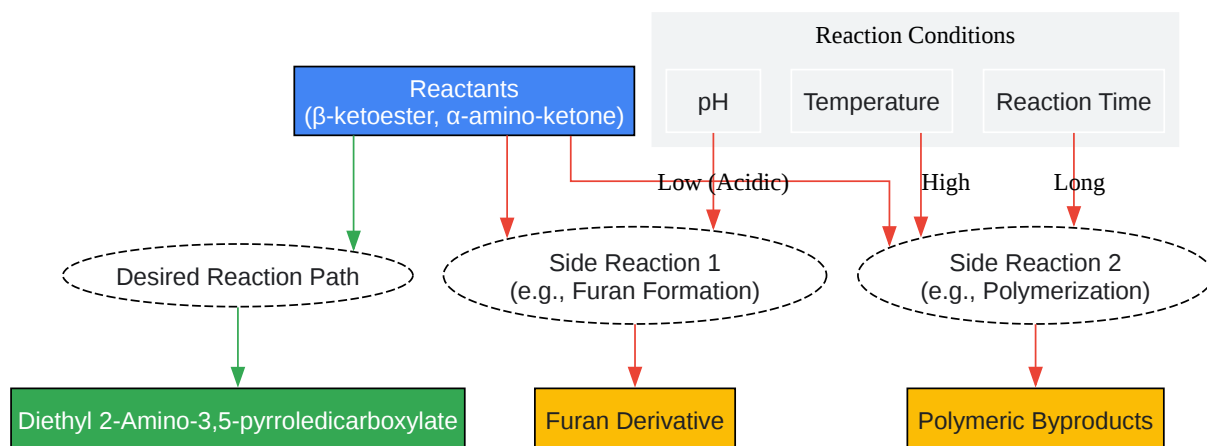 Reaction Conditions
Reactants
(β-ketoester, α-amino-ketone)
pH
Temperature
Reaction Time
Low (Acidic)
High
Long
Desired Reaction Path
Side Reaction 1
(e.g., Furan Formation)
Side Reaction 2
(e.g., Polymerization)
Diethyl 2-Amino-3,5-pyrroledicarboxylate
Furan Derivative
Polymeric Byproducts